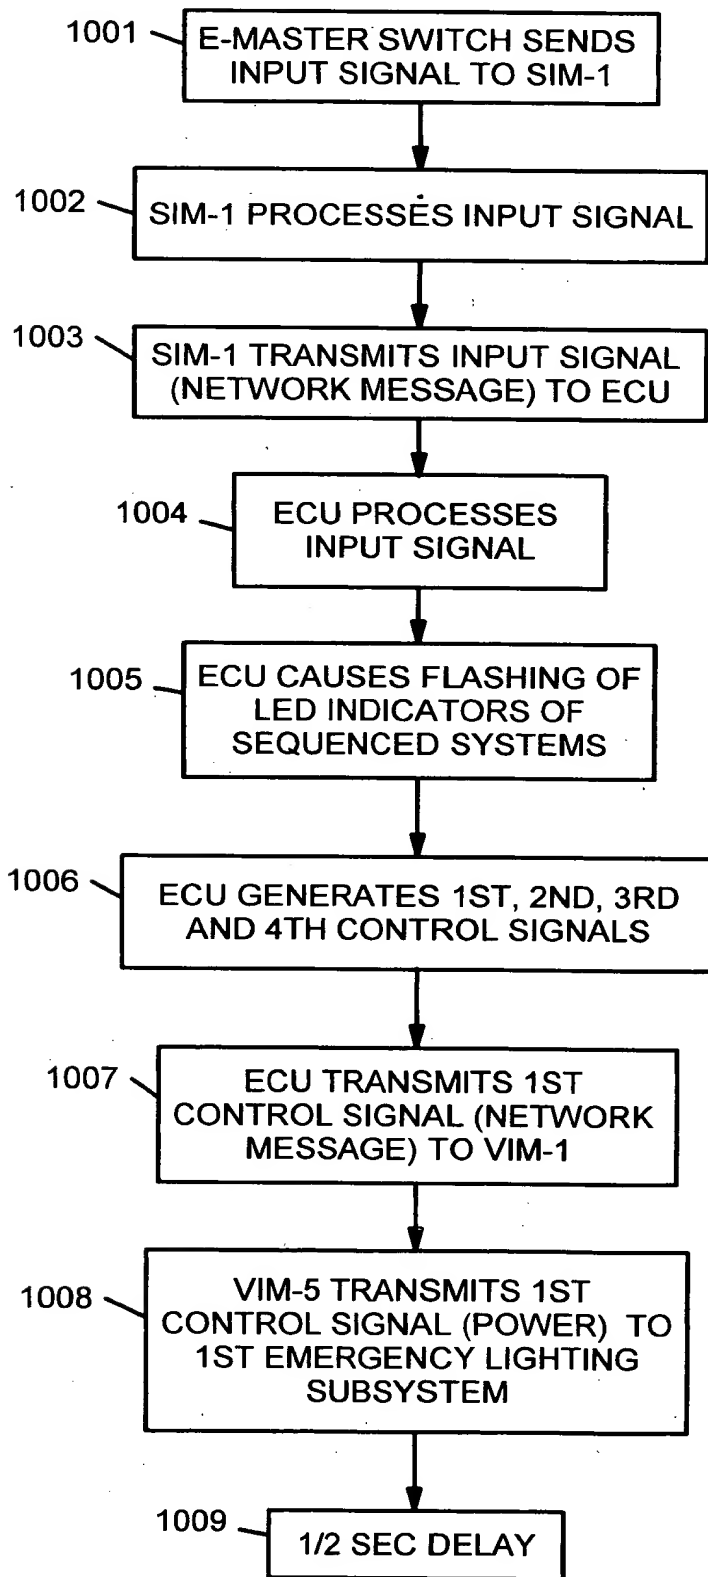 1001
E-MASTER SWITCH SENDS
INPUT SIGNAL TO SIM-1
1002
SIM-1 PROCESSES INPUT SIGNAL
1003
SIM-1 TRANSMITS INPUT SIGNAL
(NETWORK MESSAGE) TO ECU
1004
ECU PROCESSES
INPUT SIGNAL
1005
ECU CAUSES FLASHING OF
LED INDICATORS OF
SEQUENCED SYSTEMS
1006
ECU GENERATES 1ST, 2ND, 3RD
AND 4TH CONTROL SIGNALS
1007
ECU TRANSMITS 1ST
CONTROL SIGNAL (NETWORK
MESSAGE) TO VIM-1
1008
VIM-5 TRANSMITS 1ST
CONTROL SIGNAL (POWER) TO
1ST EMERGENCY LIGHTING
SUBSYSTEM
1009
1/2 SEC DELAY